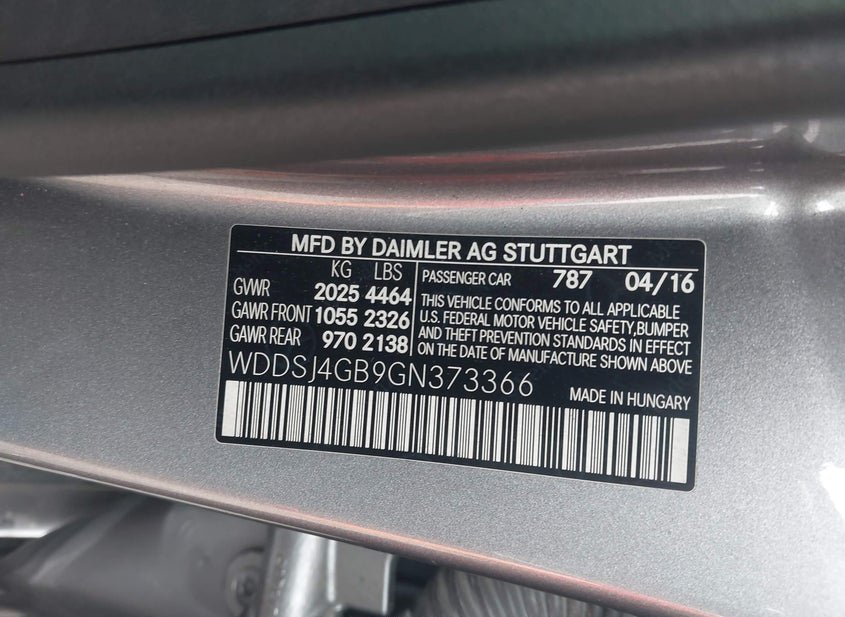 MFD BY DAIMLER AG STUTTGART
KG LBS
GVWR 2025 4464
GAWR FRONT 1055 2326
GAWR REAR 970 2138
PASSENGER CAR 787 04/16
THIS VEHICLE CONFORMS TO ALL APPLICABLE
U.S. FEDERAL MOTOR VEHICLE SAFETY,BUMPER
AND THEFT PREVENTION STANDARDS IN EFFECT
ON THE DATE OF MANUFACTURE SHOWN ABOVE
WDDSJ4GB9GN373366
MADE IN HUNGARY